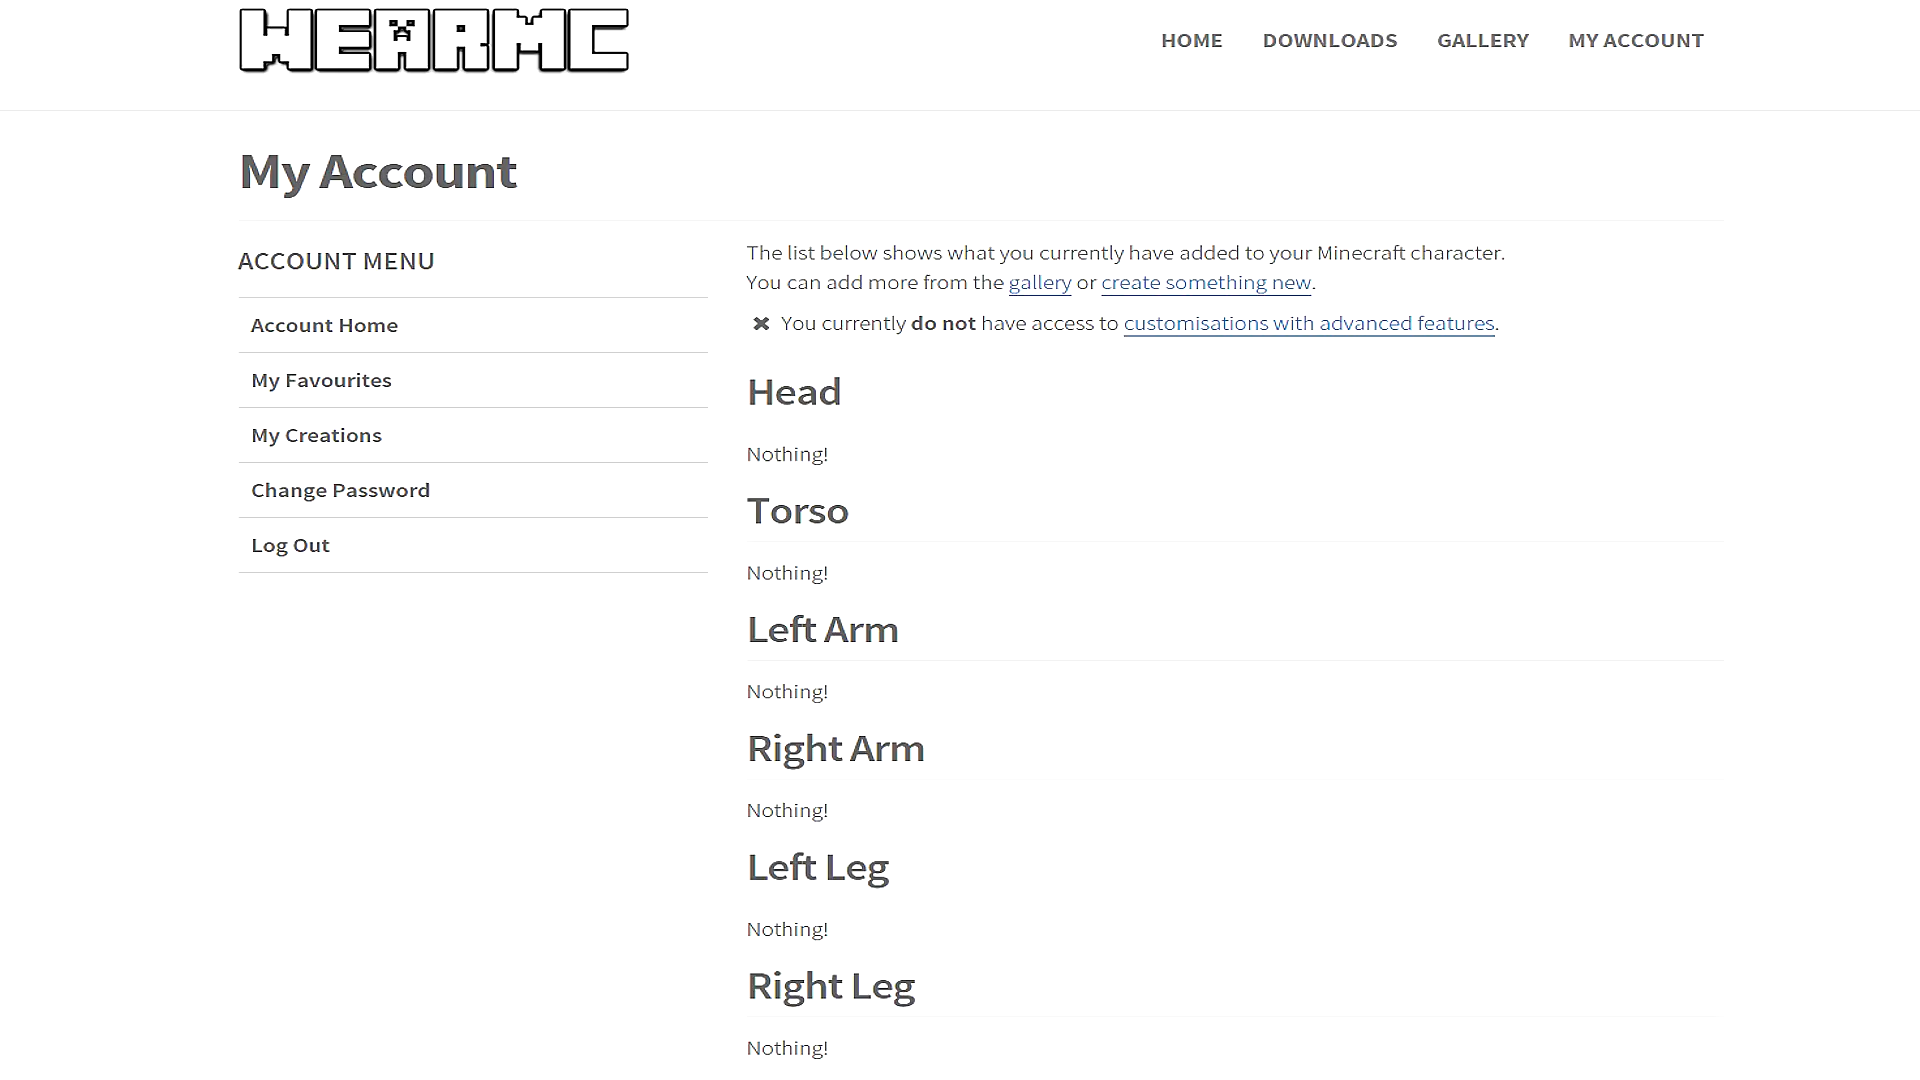 WEARMC
HOME DOWNLOADS GALLERY MY ACCOUNT
My Account
ACCOUNT MENU
Account Home
My Favourites
My Creations
Change Password
Log Out
The list below shows what you currently have added to your Minecraft character.
You can add more from the gallery or create something new.
✖ You currently do not have access to customisations with advanced features.
Head
Nothing!
Torso
Nothing!
Left Arm
Nothing!
Right Arm
Nothing!
Left Leg
Nothing!
Right Leg
Nothing!